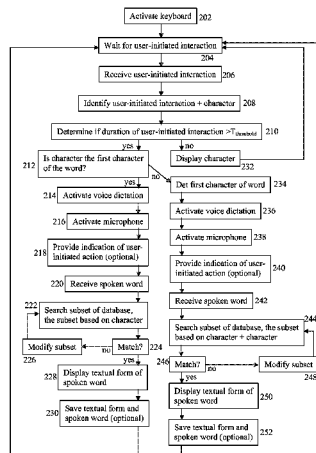 Activate keyboard 202
Wait for user-initiated interaction
204
Receive user-initiated interaction 206
Identify user-initiated interaction + character 208
Determine if duration of user-initiated interaction >Tthreshold 210
yes
no
212
Is character the first character
of the word?
Display character
232
no
yes
214 Activate voice dictation
Det first character of word 234
216 Activate microphone
Activate voice dictation 236
218
Provide indication of user-
initiated action (optional)
Activate microphone 238
Provide indication of user-
initiated action (optional) 240
220 Receive spoken word
Receive spoken word 242
222
Search subset of database,
the subset based on character
244
Search subset of database, the subset
based on character + character
Modify subset no Match? 224
226
246 Match? no Modify subset
248
yes
yes
228 Display textual form of
spoken word
Display textual form of
spoken word 250
230 Save textual form and
spoken word (optional)
Save textual form and
spoken word (optional) 252